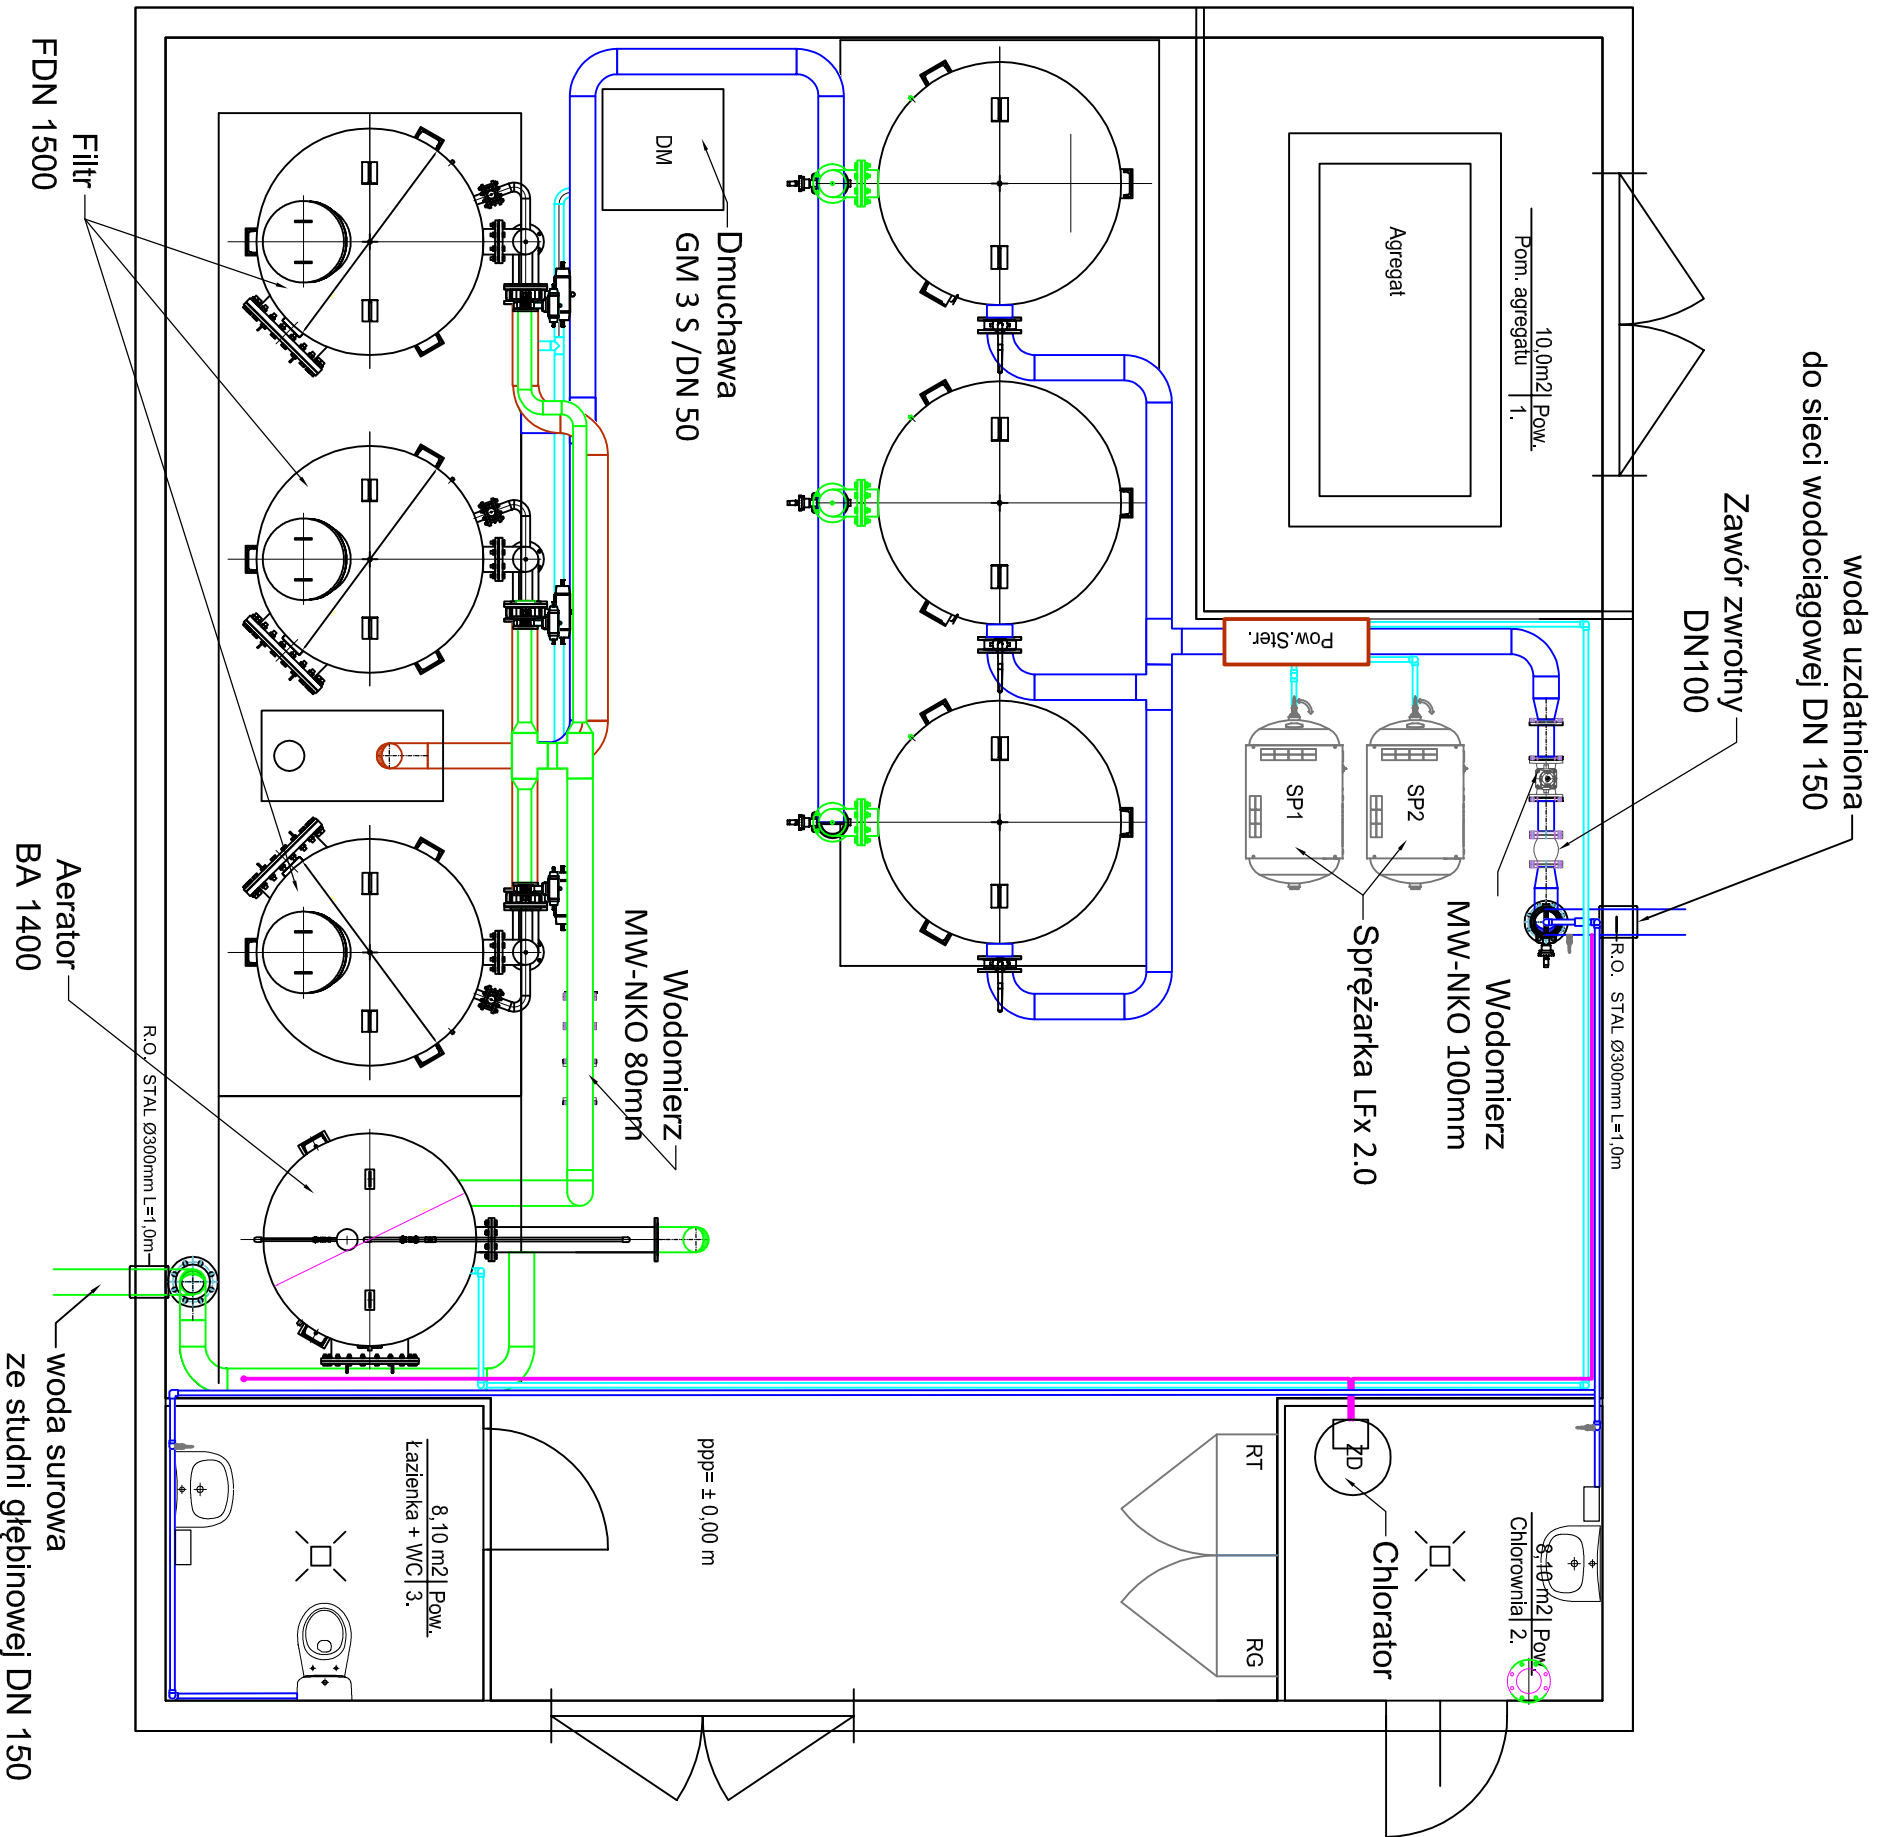 woda uzdatniona
do sieci wodociągowej DN 150
Zawór zwrotny
DN100
10,0m2 Pow.
Pom. agregatu 1.
Agregat
R.O. STAL Ø300mm L=1,0m
Wodomierz
MW-NKO 100mm
Sprężarka LFx 2.0
SP2
SP1
Pow.Ster.
8,10 m2 Pow.
Chlorownia 2.
Chlorator
ZD
RT
RG
Dmuchawa
GM 3 S /DN 50
DM
ppp= ± 0,00 m
Wodomierz
MW-NKO 80mm
8,10 m2 Pow.
Łazienka + WC 3.
R.O. STAL Ø300mm L=1,0m
Filtr
FDN 1500
Aerator
BA 1400
woda surowa
ze studni głębinowej DN 150